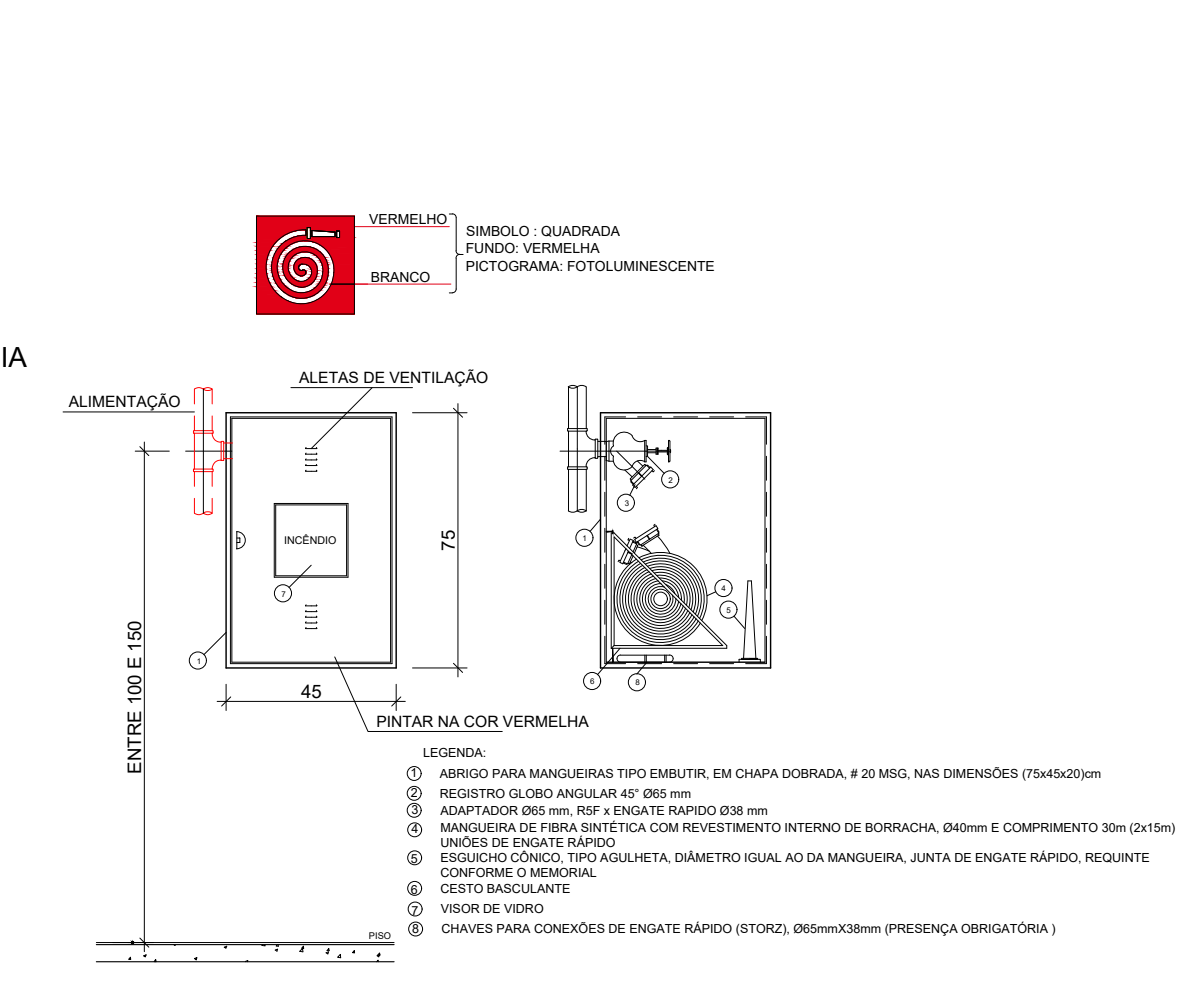 VERMELHO
BRANCO
SIMBOLO : QUADRADA
FUNDO: VERMELHA
PICTOGRAMA: FOTOLUMINESCENTE
IA
ALETAS DE VENTILAÇÃO
ALIMENTAÇÃO
INCÊNDIO
7
1
75
45
ENTRE 100 E 150
PINTAR NA COR VERMELHA
PISO
2
3
1
4
5
6
8
LEGENDA:
1 ABRIGO PARA MANGUEIRAS TIPO EMBUTIR, EM CHAPA DOBRADA, # 20 MSG, NAS DIMENSÕES (75x45x20)cm
2 REGISTRO GLOBO ANGULAR 45° Ø65 mm
3 ADAPTADOR Ø65 mm, R5F x ENGATE RAPIDO Ø38 mm
4 MANGUEIRA DE FIBRA SINTÉTICA COM REVESTIMENTO INTERNO DE BORRACHA, Ø40mm E COMPRIMENTO 30m (2x15m)
UNIÕES DE ENGATE RÁPIDO
5 ESGUICHO CÔNICO, TIPO AGULHETA, DIÂMETRO IGUAL AO DA MANGUEIRA, JUNTA DE ENGATE RÁPIDO, REQUINTE
CONFORME O MEMORIAL
6 CESTO BASCULANTE
7 VISOR DE VIDRO
8 CHAVES PARA CONEXÕES DE ENGATE RÁPIDO (STORZ), Ø65mmX38mm (PRESENÇA OBRIGATÓRIA )